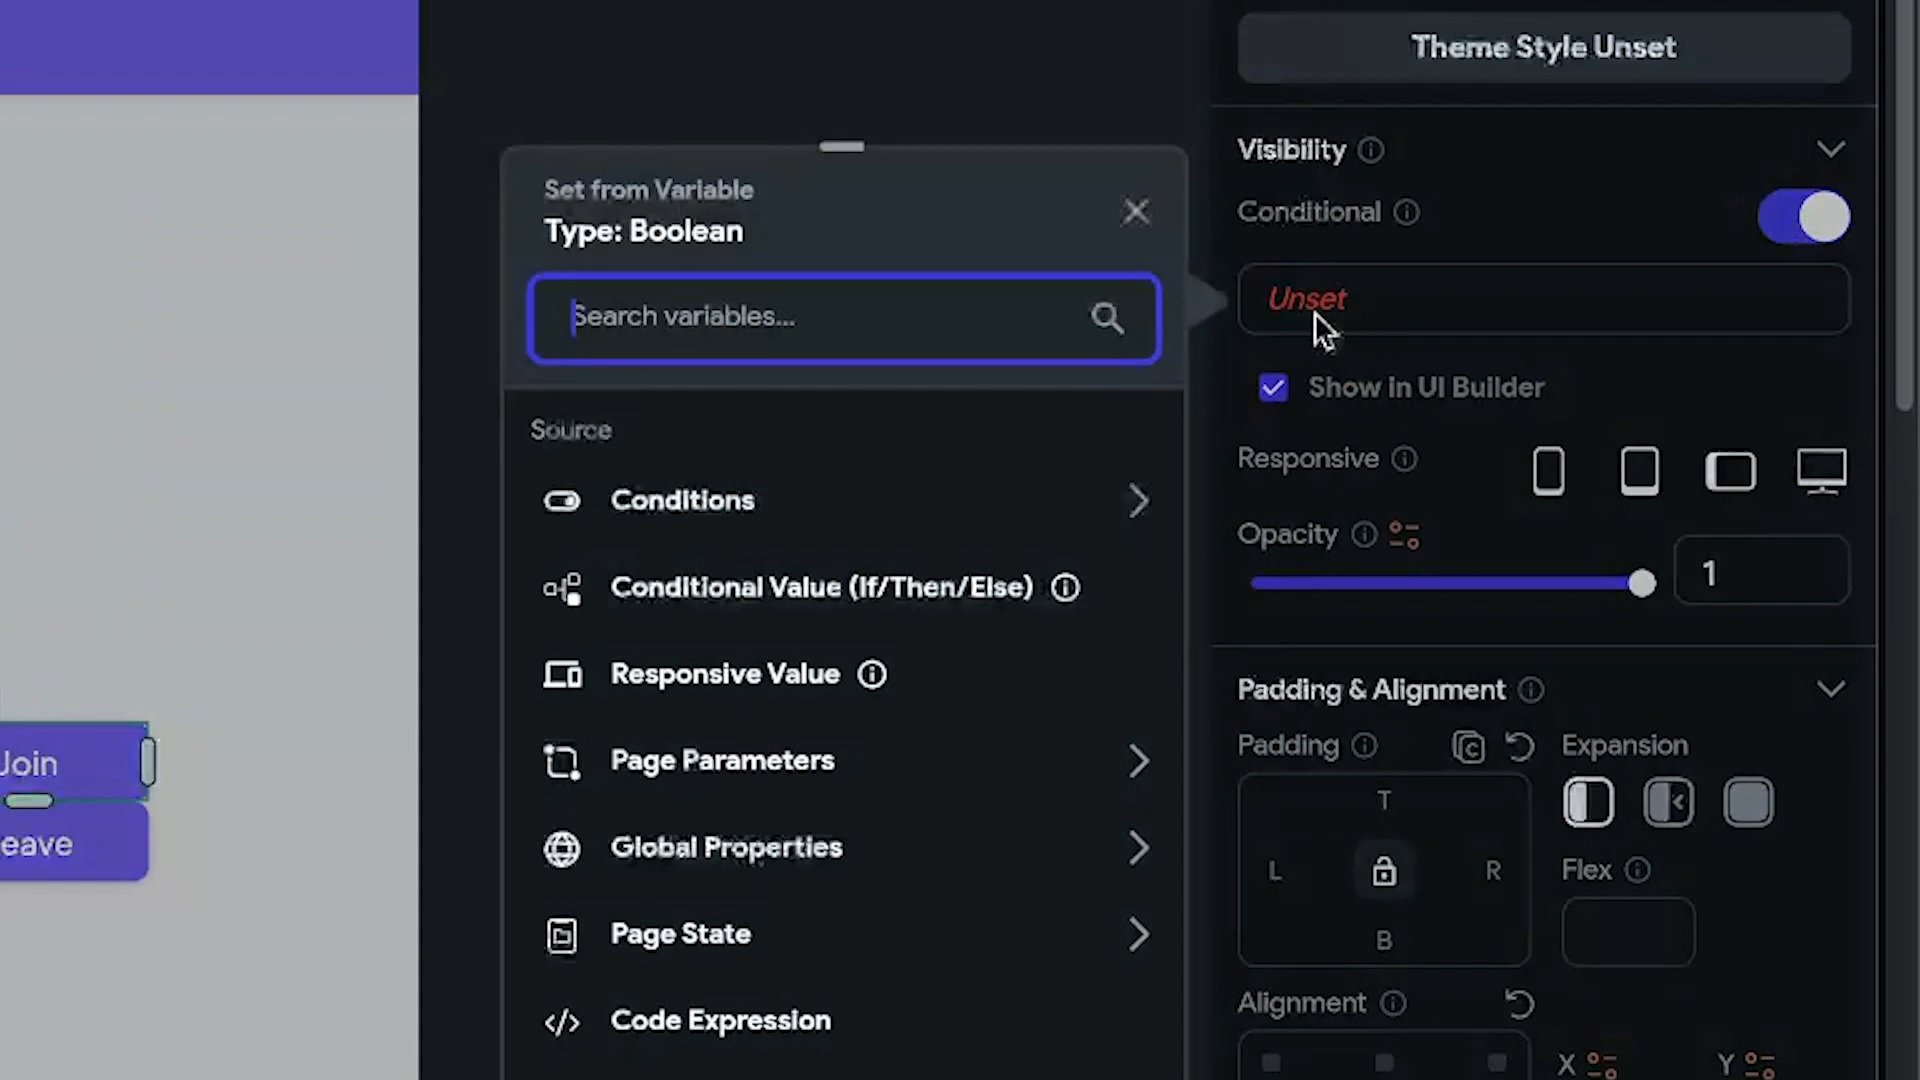 Theme Style Unset
Visibility
Conditional
Unset
Show in UI Builder
Responsive
Opacity
1
Padding & Alignment
Padding
Expansion
T
L
R
B
Flex
Alignment
X
Y
Set from Variable
Type: Boolean
Search variables...
Source
Conditions
Conditional Value (If/Then/Else)
Responsive Value
Page Parameters
Global Properties
Page State
Code Expression
Join
eave